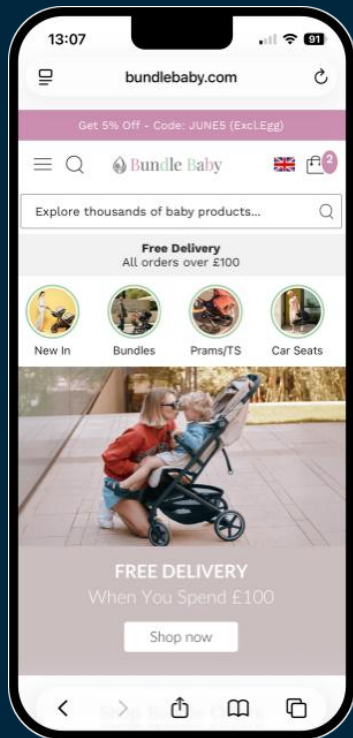 13:07
91
bundlebaby.com
Get 5% Off - Code: JUNE5 (Excl.Egg)
Bundle Baby
2
Explore thousands of baby products...
Free Delivery
All orders over £100
New In
Bundles
Prams/TS
Car Seats
FREE DELIVERY
When You Spend £100
Shop now